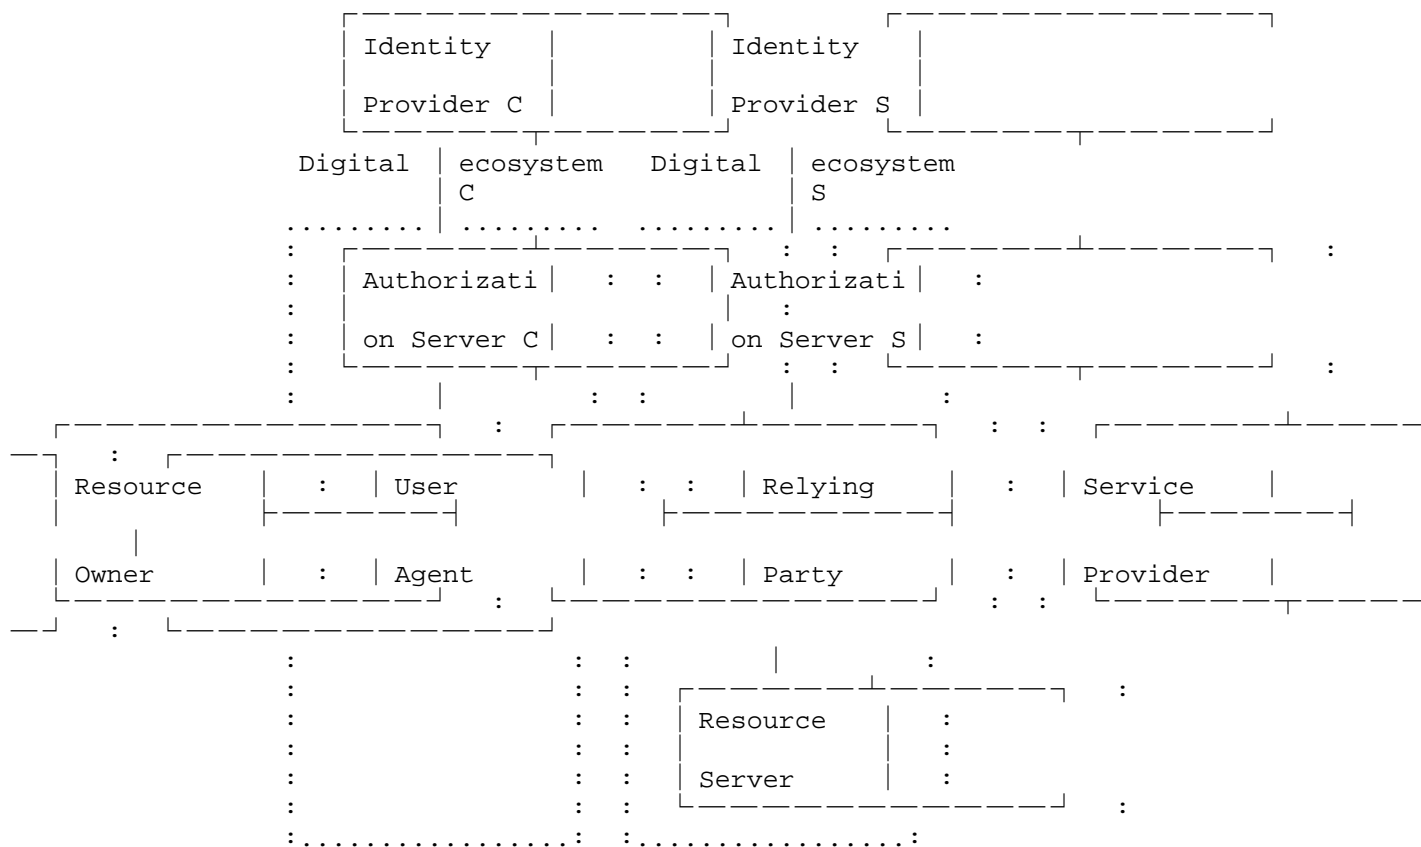 Identity Identity
Provider C Provider S
Digital ecosystem Digital ecosystem
C S
Authorizati Authorizati
on Server C on Server S
Resource User Relying Service
Owner Agent Party Provider
Resource
Server